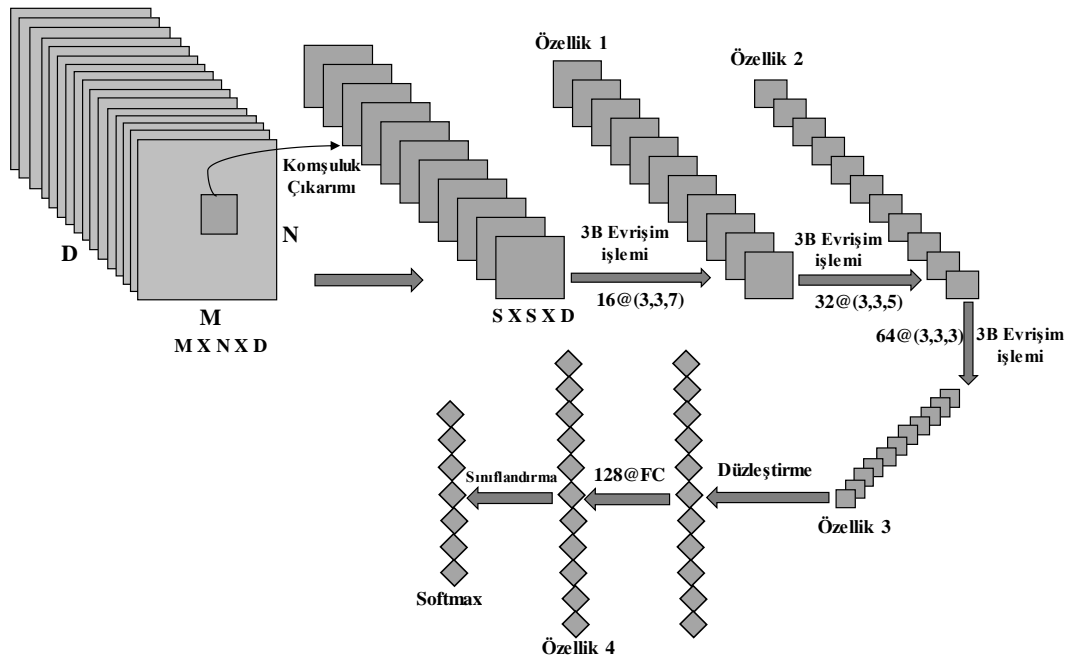 Özellik 1
Özellik 2
Komşuluk
Çıkarımı
D
N
M
M X N X D
S X S X D
3B Evrişim
işlemi
16@(3,3,7)
3B Evrişim
işlemi
32@(3,3,5)
64@(3,3,3)
3B Evrişim
işlemi
Özellik 3
Düzleştirme
128@FC
Sınıflandırma
Softmax
Özellik 4